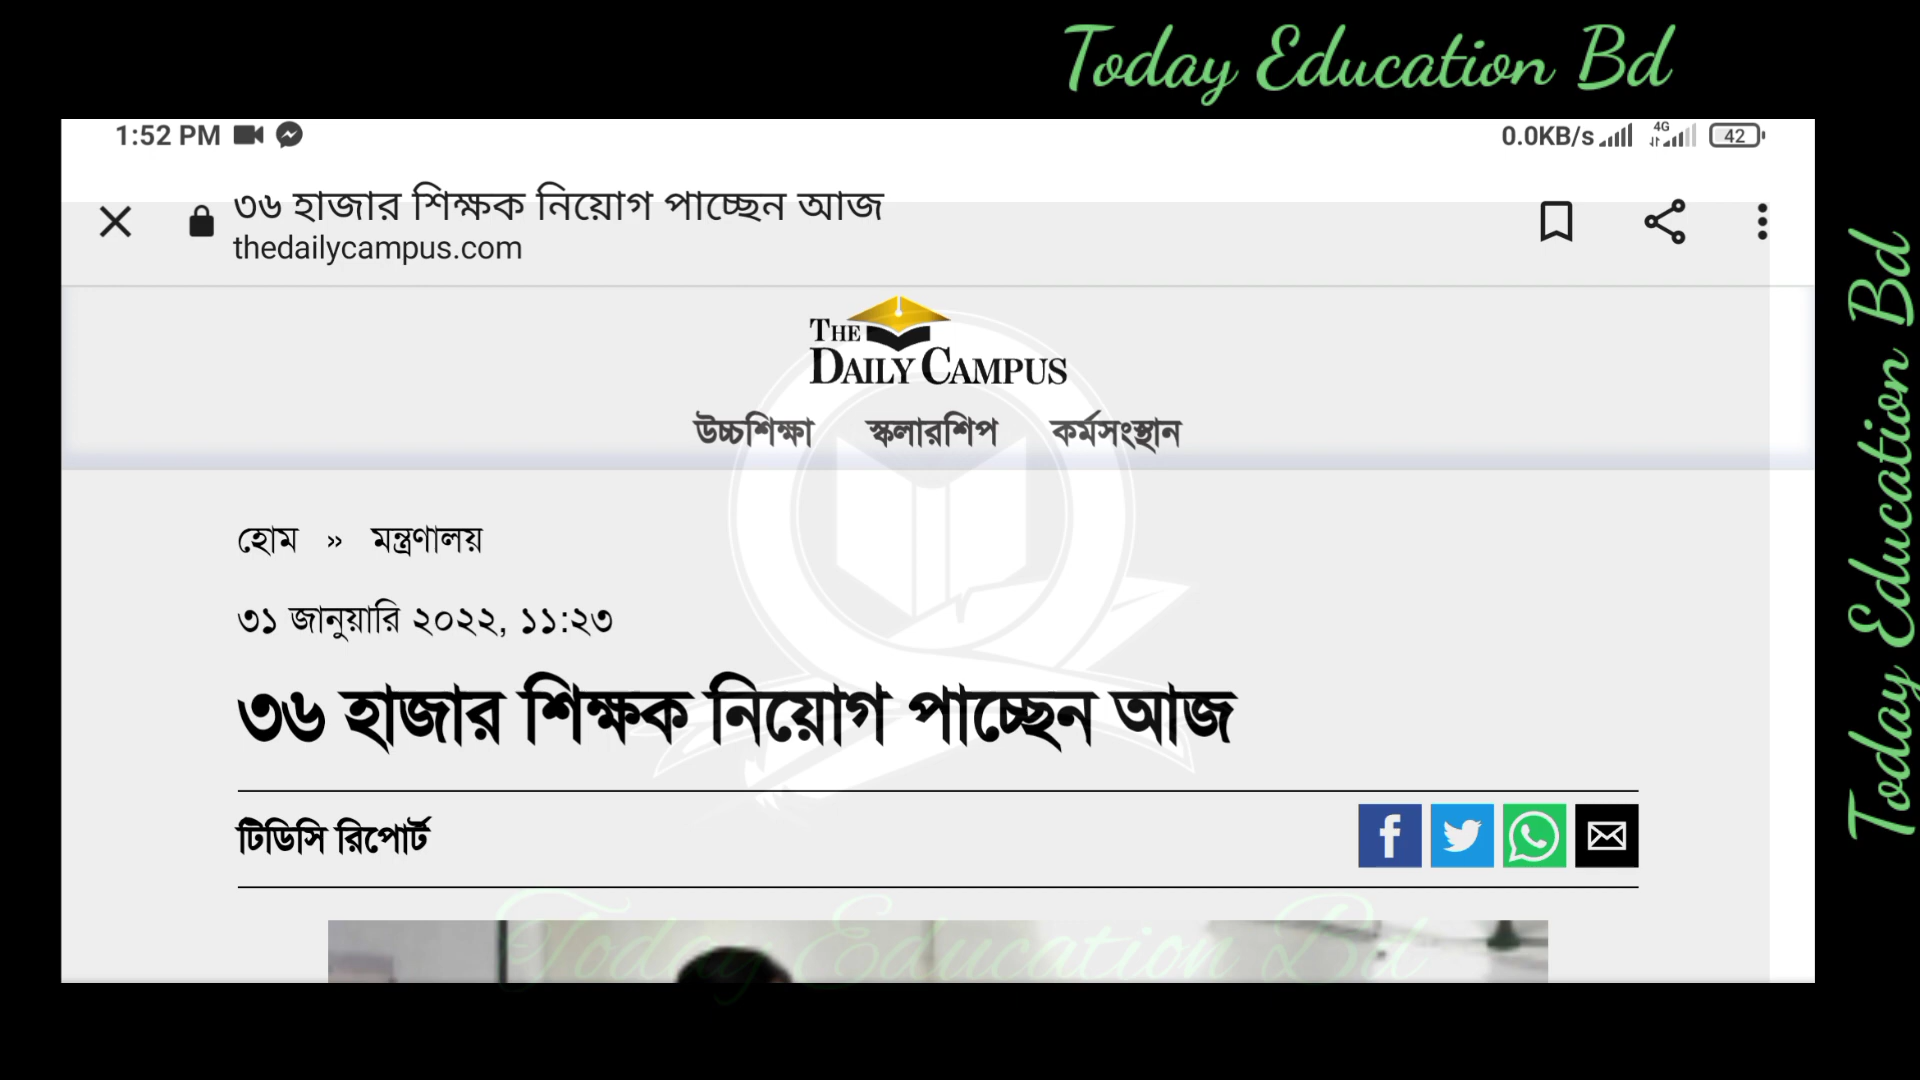 Today Education Bd
1:52 PM
0.0KB/s 4G 42
৩৬ হাজার শিক্ষক নিয়োগ পাচ্ছেন আজ
thedailycampus.com
THE
DAILY CAMPUS
উচ্চশিক্ষা স্কলারশিপ কর্মসংস্থান
হোম » মন্ত্রণালয়
৩১ জানুয়ারি ২০২২, ১১:২৩
৩৬ হাজার শিক্ষক নিয়োগ পাচ্ছেন আজ
টিডিসি রিপোর্ট
Today Education Bd
Today Education Bd